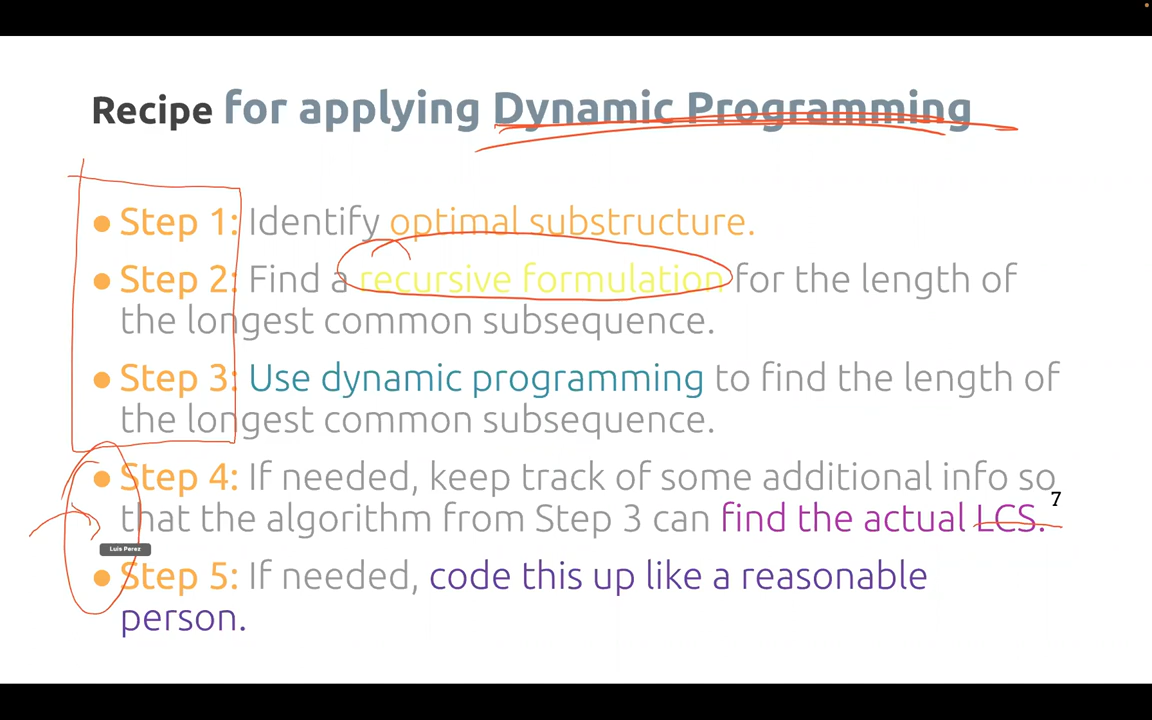 Recipe for applying Dynamic Programming
● Step 1: Identify optimal substructure.
● Step 2: Find a recursive formulation for the length of
the longest common subsequence.
● Step 3: Use dynamic programming to find the length of
the longest common subsequence.
● Step 4: If needed, keep track of some additional info so
that the algorithm from Step 3 can find the actual LCS.
7
Luis Perez
● Step 5: If needed, code this up like a reasonable
person.